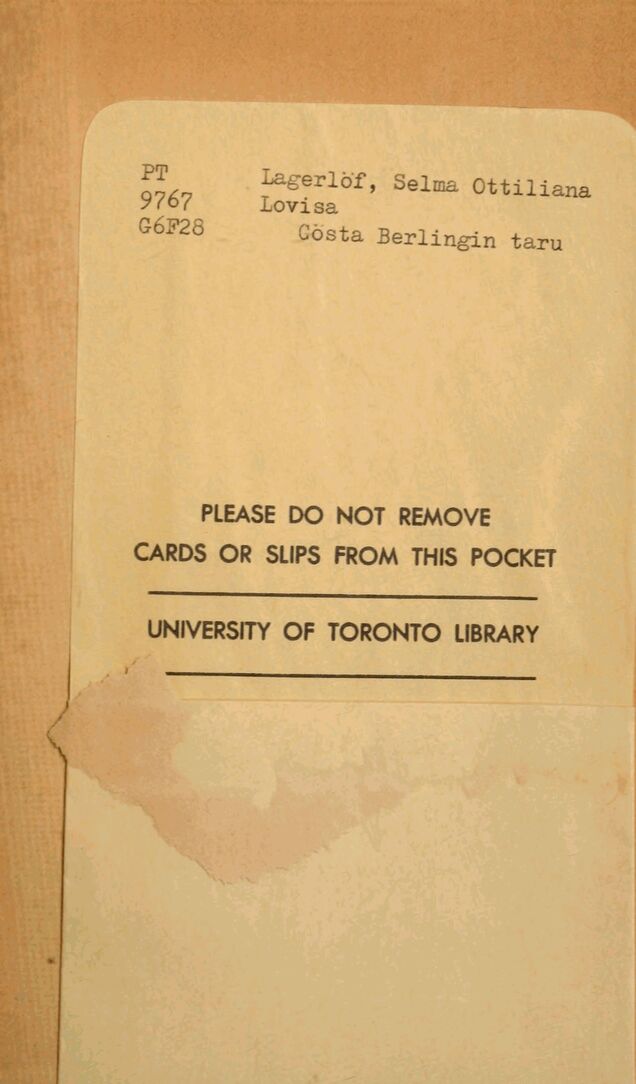 PT Lagerlöf, Selma Ottiliana
9767 Lovisa
G6F28 Gösta Berlingin taru
PLEASE DO NOT REMOVE
CARDS OR SLIPS FROM THIS POCKET
UNIVERSITY OF TORONTO LIBRARY